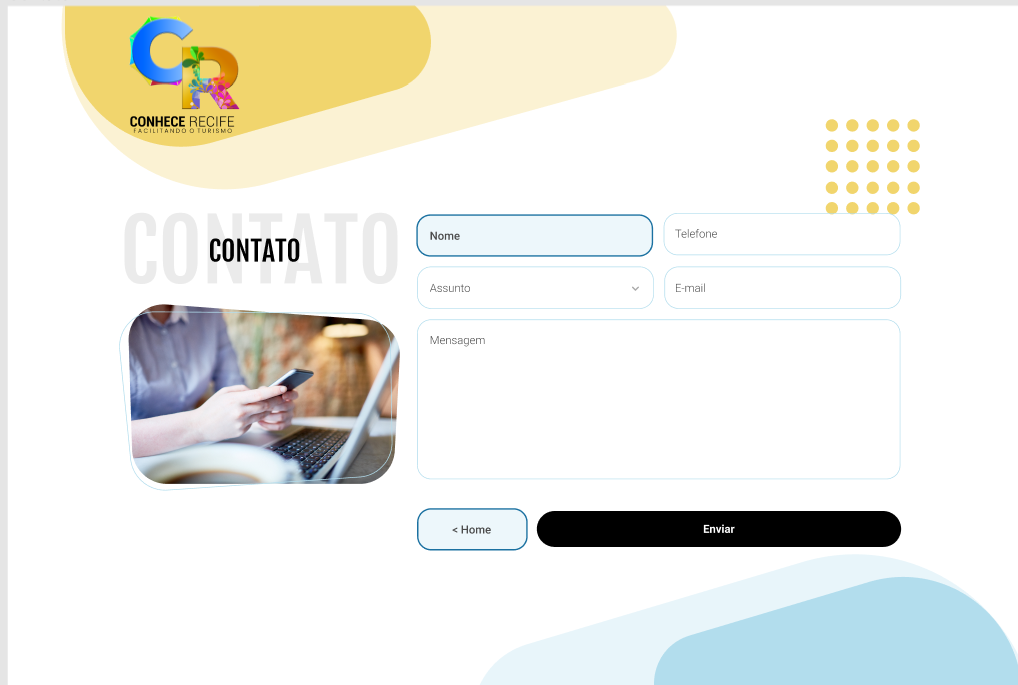 CR
CONHECE RECIFE
FACILITANDO O TURISMO
CONTATO
CONTATO
Nome
Telefone
Assunto
E-mail
Mensagem
< Home
Enviar